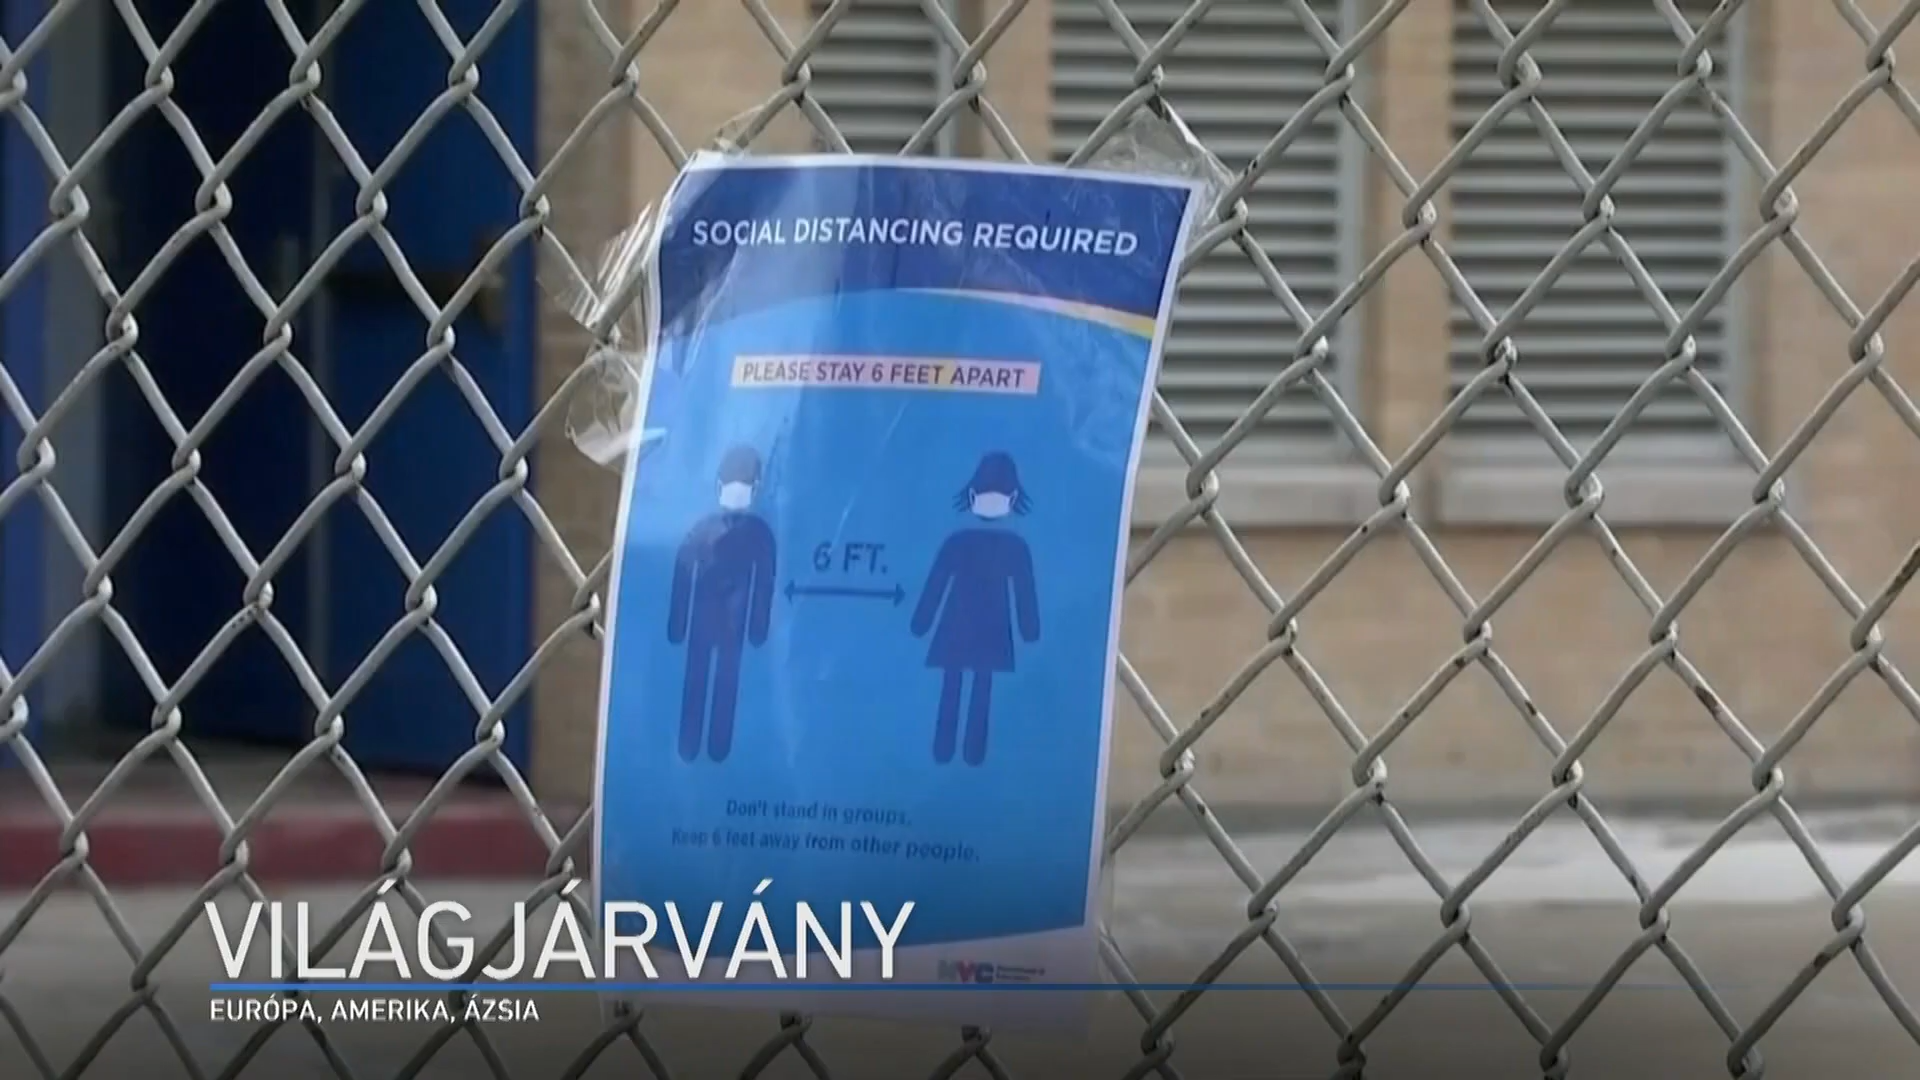 SOCIAL DISTANCING REQUIRED
PLEASE STAY 6 FEET APART
6 FT.
Don't stand in groups.
Keep 6 feet away from other people.
NYC
VILÁGJÁRVÁNY
EURÓPA, AMERIKA, ÁZSIA